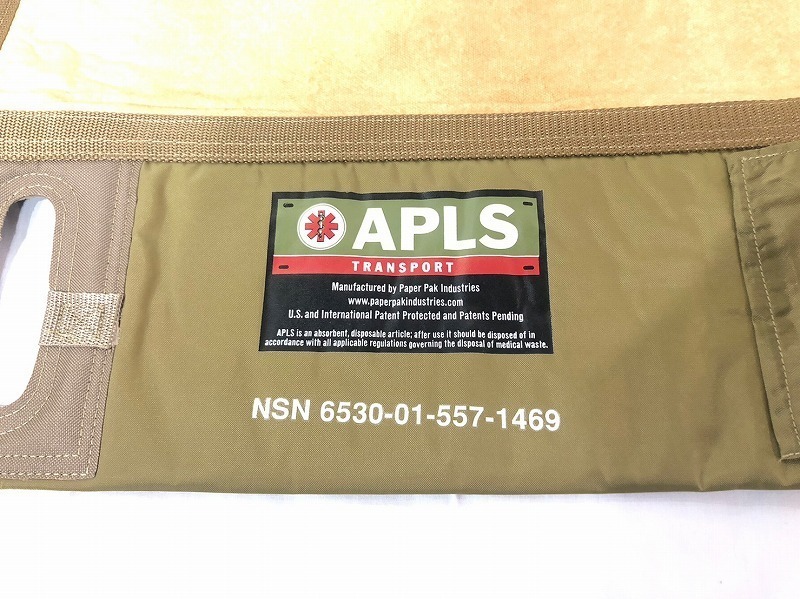 APLS
TRANSPORT
Manufactured by Paper Pak Industries
www.paperpakindustries.com
U.S. and International Patent Protected and Patents Pending
APLS is an absorbent, disposable article; after use it should be disposed of in
accordance with all applicable regulations governing the disposal of medical waste.
NSN 6530-01-557-1469